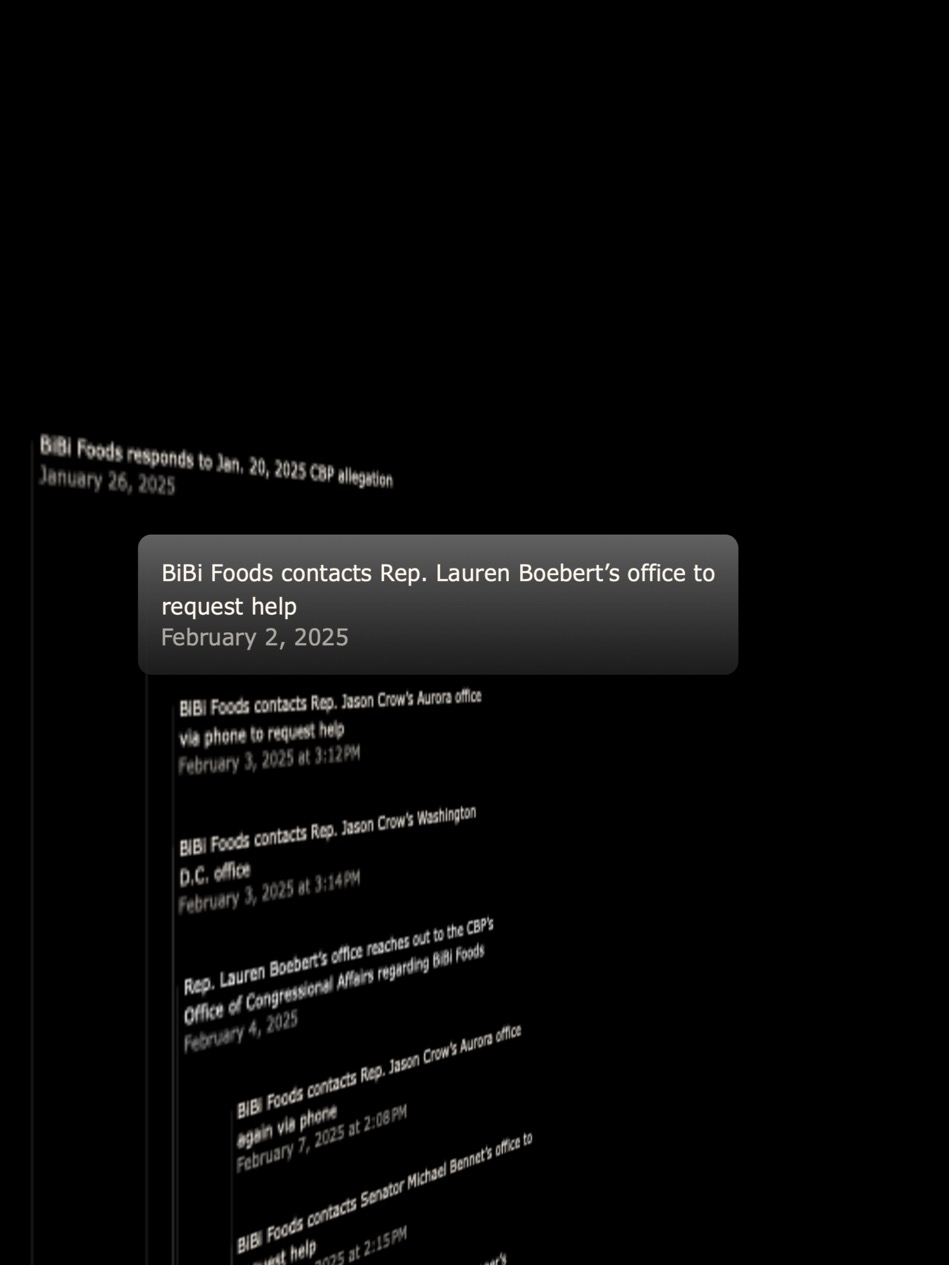 BiBi Foods responds to Jan. 20, 2025 CBP allegation
January 26, 2025
BiBi Foods contacts Rep. Lauren Boebert’s office to
request help
February 2, 2025
BiBi Foods contacts Rep. Jason Crow’s Aurora office
via phone to request help
February 3, 2025 at 3:12PM
BiBi Foods contacts Rep. Jason Crow’s Washington
D.C. office
February 3, 2025 at 3:14PM
Rep. Lauren Boebert’s office reaches out to the CBP’s
Office of Congressional Affairs regarding BiBi Foods
February 4, 2025
BiBi Foods contacts Rep. Jason Crow’s Aurora office
again via phone
February 7, 2025 at 2:08PM
BiBi Foods contacts Senator Michael Bennet’s office to
help
at 2:15PM